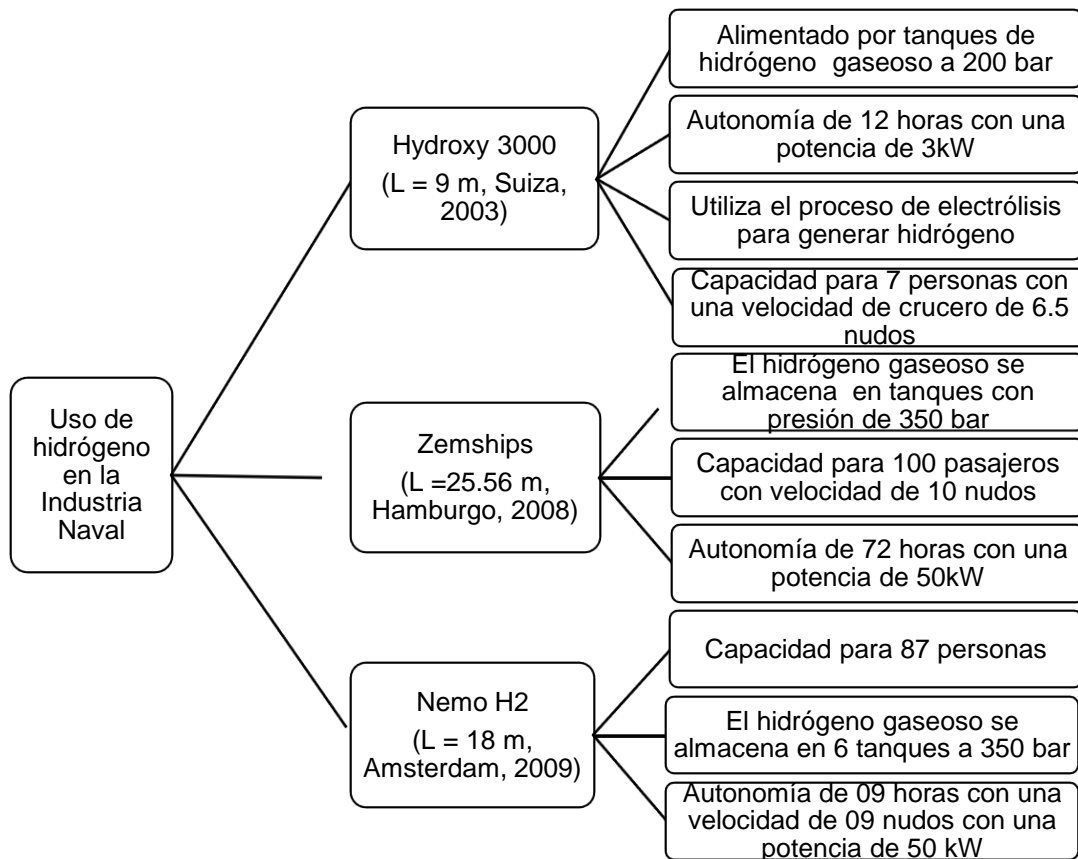 Uso de
hidrógeno
en la
Industria
Naval
Hydroxy 3000
(L = 9 m, Suiza,
2003)
Alimentado por tanques de
hidrógeno gaseoso a 200 bar
Autonomía de 12 horas con una
potencia de 3kW
Utiliza el proceso de electrólisis
para generar hidrógeno
Capacidad para 7 personas con
una velocidad de crucero de 6.5
nudos
Zemships
(L =25.56 m,
Hamburgo, 2008)
El hidrógeno gaseoso se
almacena en tanques con
presión de 350 bar
Capacidad para 100 pasajeros
con velocidad de 10 nudos
Autonomía de 72 horas con una
potencia de 50kW
Nemo H2
(L = 18 m,
Amsterdam, 2009)
Capacidad para 87 personas
El hidrógeno gaseoso se
almacena en 6 tanques a 350 bar
Autonomía de 09 horas con una
velocidad de 09 nudos con una
potencia de 50 kW